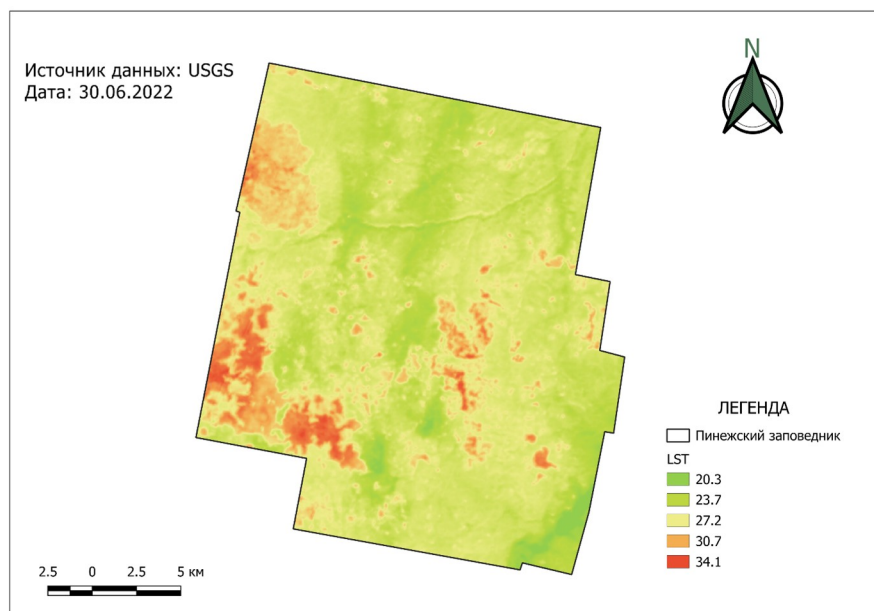 Источник данных: USGS
Дата: 30.06.2022
N
ЛЕГЕНДА
Пинежский заповедник
LST
20.3
23.7
27.2
30.7
34.1
2.5 0 2.5 5 км